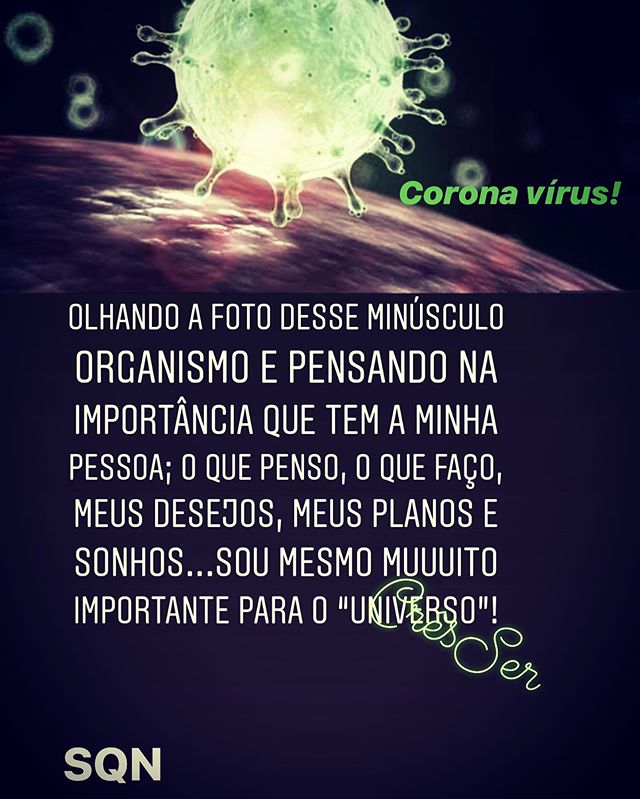 Corona vírus!
OLHANDO A FOTO DESSE MINÚSCULO
ORGANISMO E PENSANDO NA
IMPORTÂNCIA QUE TEM A MINHA
PESSOA; O QUE PENSO, O QUE FAÇO,
MEUS DESEJOS, MEUS PLANOS E
SONHOS...SOU MESMO MUUUITO
IMPORTANTE PARA O “UNIVERSO”!
CresSer
SQN